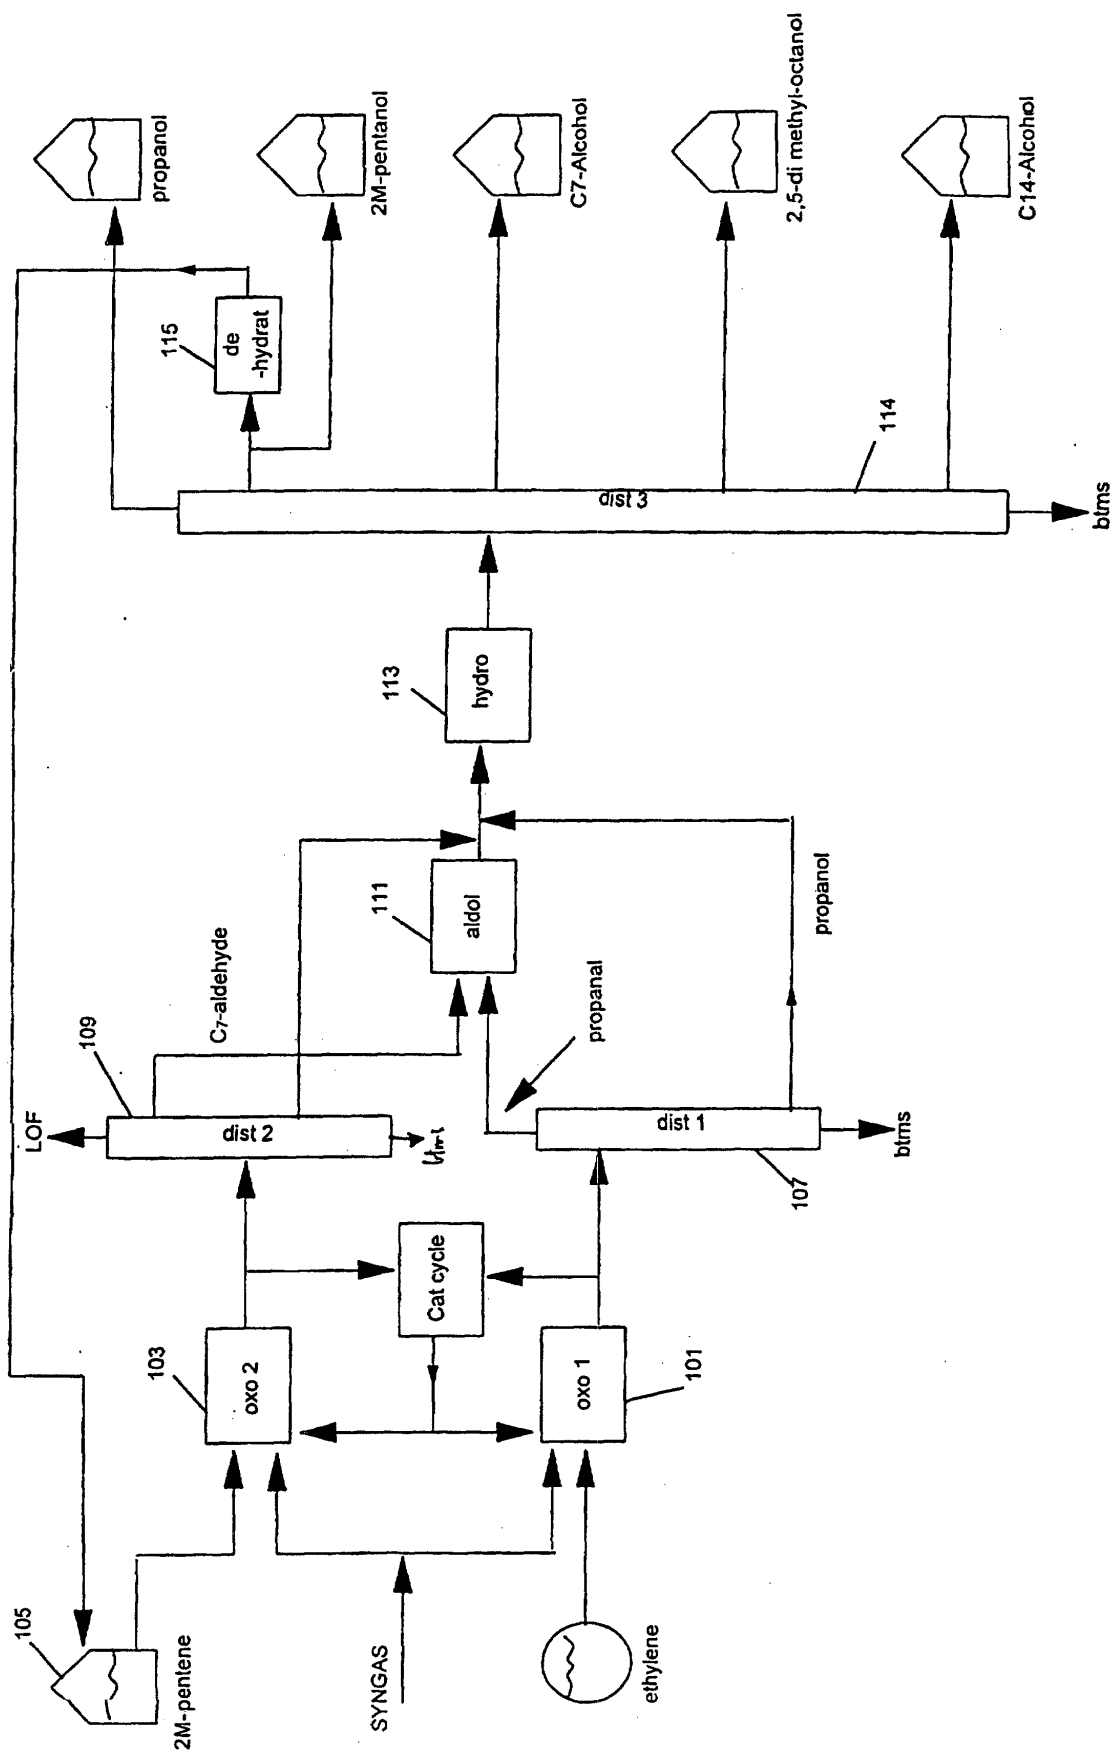 105
2M-pentene
SYNGAS
ethylene
103
oxo 2
Cat cycle
oxo 1
101
LOF
109
dist 2
dist 1
107
btms
C7-aldehyde
propanal
111
aldol
propanol
113
hydro
dist 3
114
btms
115
de
-hydrat
propanol
2M-pentanol
C7-Alcohol
2,5-di methyl-octanol
C14-Alcohol